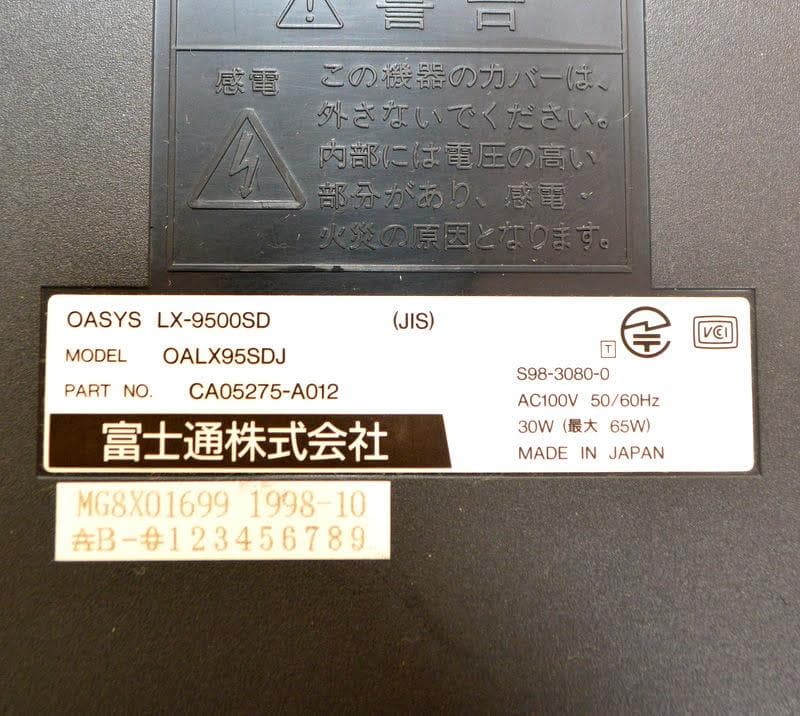 警告
感電
この機器のカバーは、
外さないでください。
内部には電圧の高い
部分があり、感電・
火災の原因となります。
OASYS LX-9500SD (JIS)
MODEL OALX95SDJ
PART NO. CA05275-A012
富士通株式会社
T
VCCI
S98-3080-0
AC100V 50/60Hz
30W (最大 65W)
MADE IN JAPAN
MG8X01699 1998-10
AB-0123456789